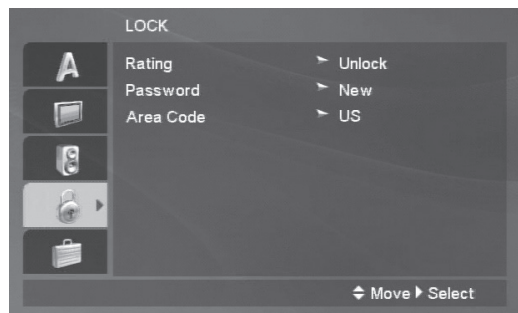 LOCK
A
Rating ➣ Unlock
Password ➣ New
Area Code ➣ US
Move Select